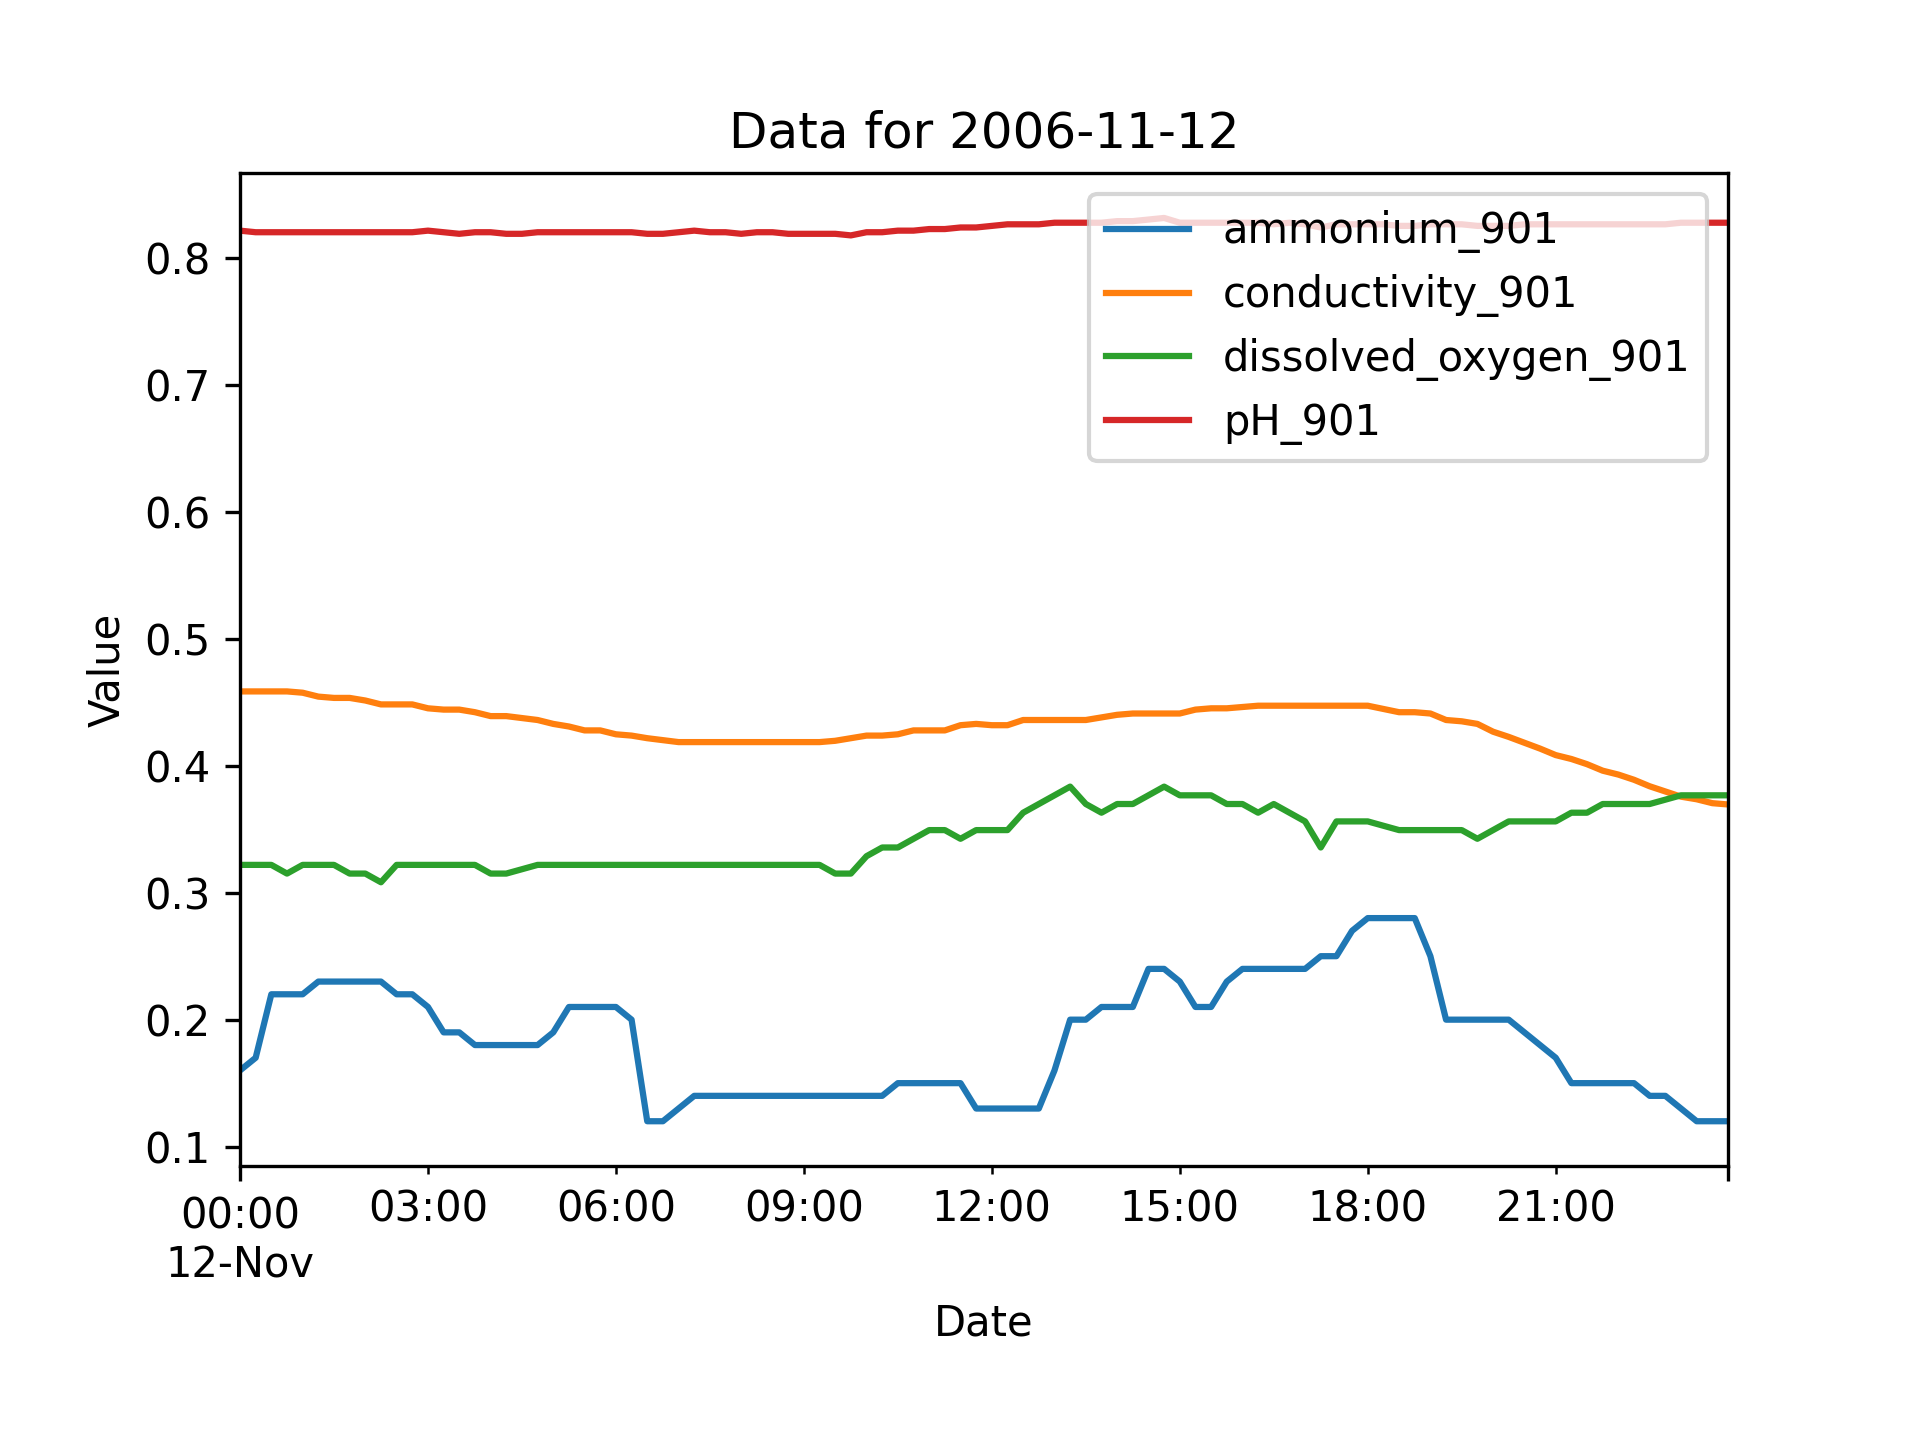 Data for 2006-11-12
ammonium_901
conductivity_901
dissolved_oxygen_901
pH_901
Value
0.8
0.7
0.6
0.5
0.4
0.3
0.2
0.1
00:00 03:00 06:00 09:00 12:00 15:00 18:00 21:00
12-Nov
Date